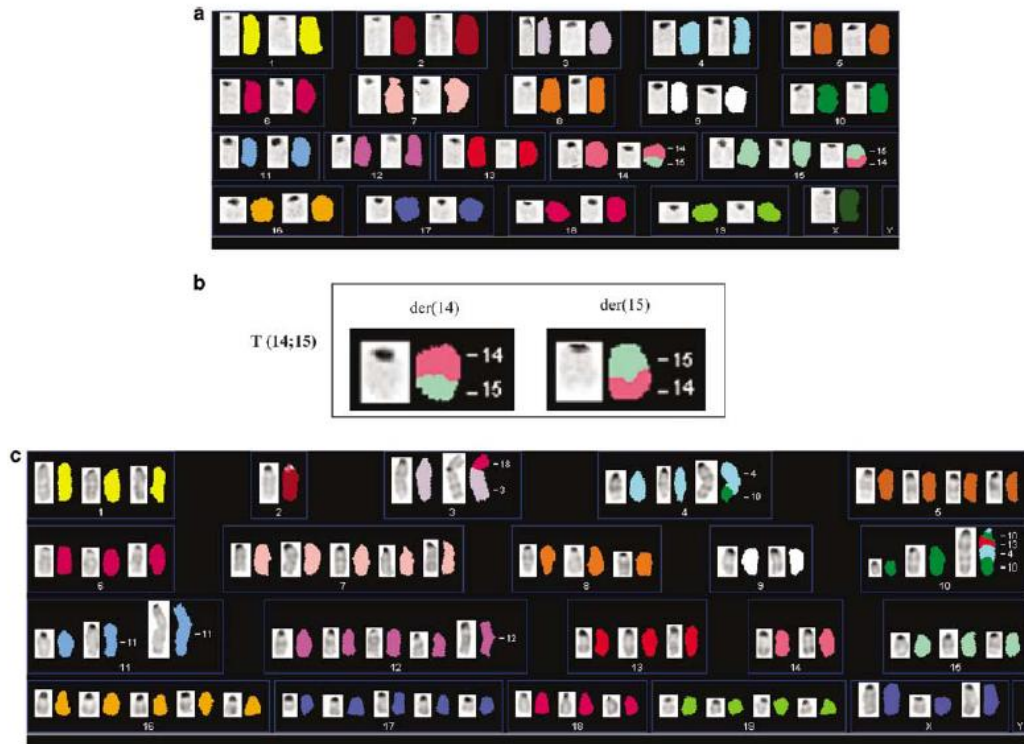 a
1 2 3 4 5
6 7 8 9 10
-14 -15
-15 -14
11 12 13 14 15
16 17 18 19 X Y
b
der(14) der(15)
T (14;15)
-14 -15
-15 -14
c
-18 -4
-3 -10
1 2 3 4 5
-10
-13
-4
-10
6 7 8 9 10
-11 -11 -12
11 12 13 14 15
16 17 18 19 X Y